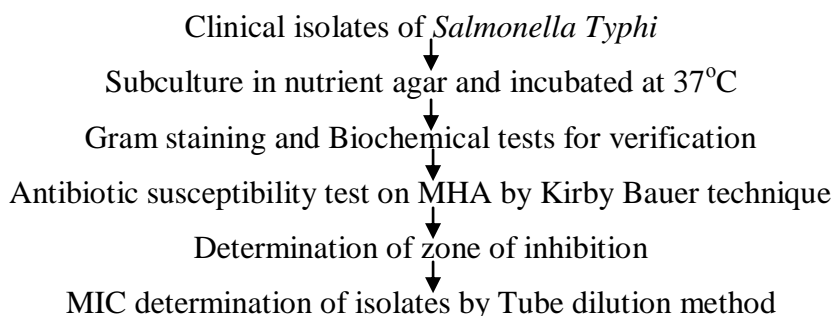 Clinical isolates of Salmonella Typhi
Subculture in nutrient agar and incubated at 37°C
Gram staining and Biochemical tests for verification
Antibiotic susceptibility test on MHA by Kirby Bauer technique
Determination of zone of inhibition
MIC determination of isolates by Tube dilution method